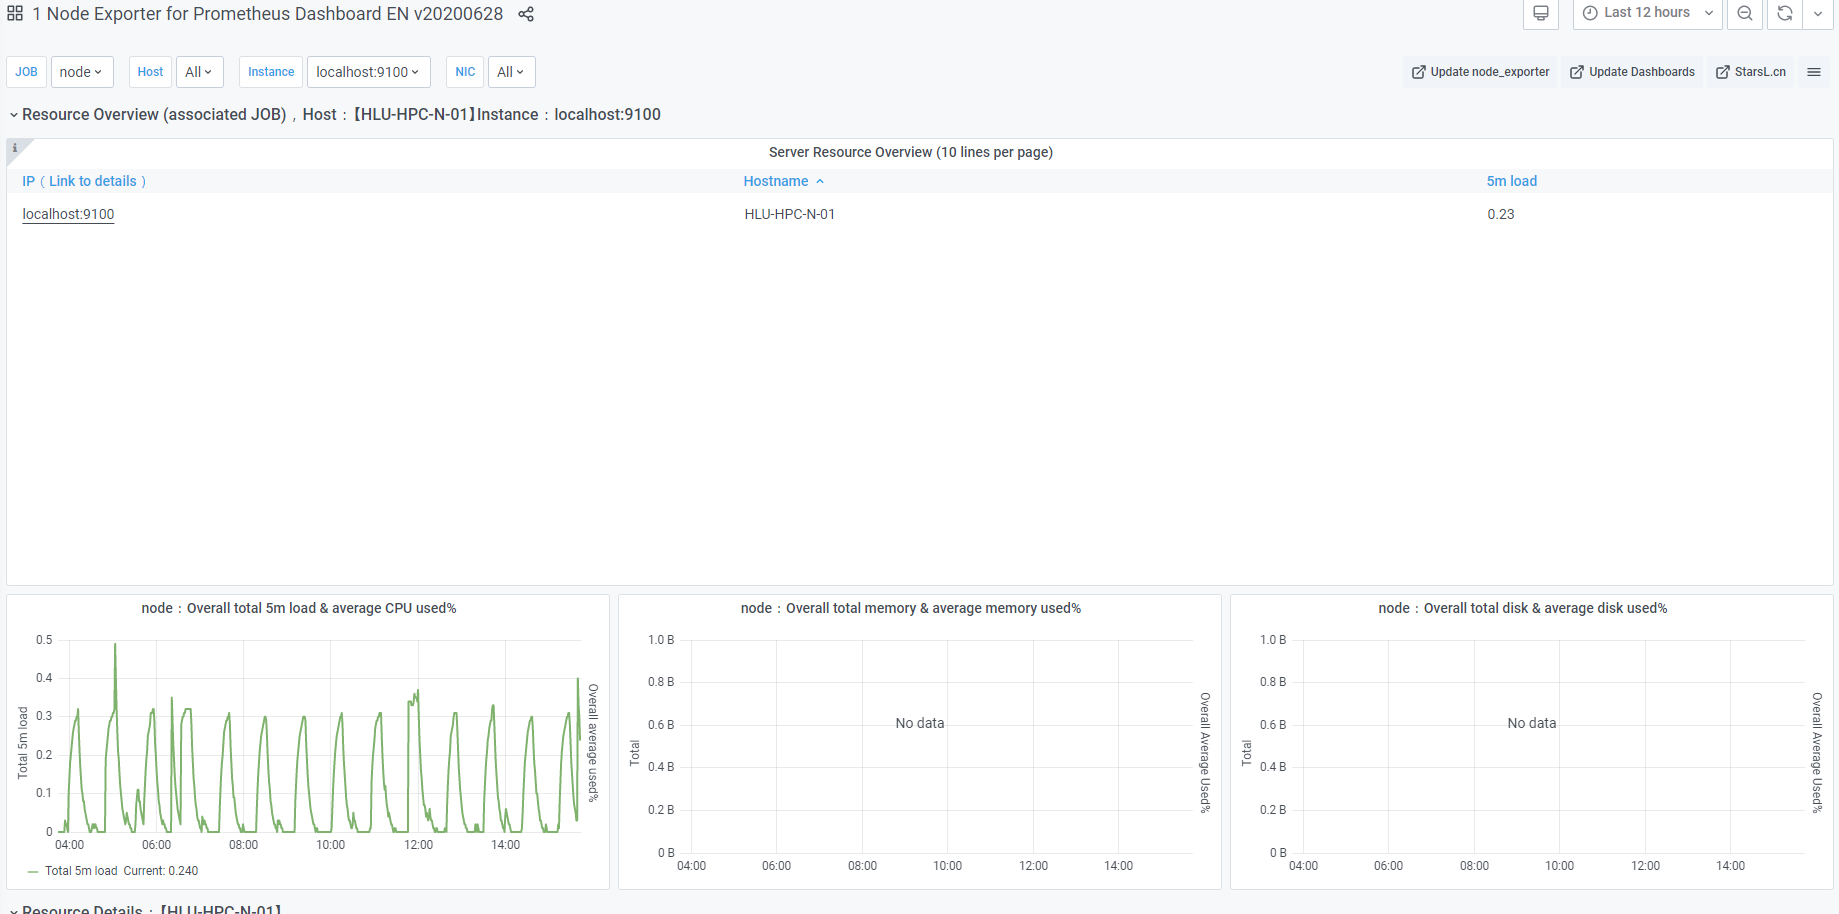 1 Node Exporter for Prometheus Dashboard EN v20200628
Last 12 hours
JOB node Host All Instance localhost:9100 NIC All
Update node_exporter Update Dashboards StarsL.cn
Resource Overview (associated JOB) , Host：【HLU-HPC-N-01】Instance：localhost:9100
Server Resource Overview (10 lines per page)
IP（Link to details） Hostname 5m load
localhost:9100 HLU-HPC-N-01 0.23
node：Overall total 5m load & average CPU used%
0.5
0.4
0.3
0.2
0.1
0
Total 5m load
Overall average used%
04:00 06:00 08:00 10:00 12:00 14:00
Total 5m load Current: 0.240
node：Overall total memory & average memory used%
1.0 B
0.8 B
0.6 B
0.4 B
0.2 B
0 B
Total
No data
Overall Average Used%
04:00 06:00 08:00 10:00 12:00 14:00
node：Overall total disk & average disk used%
1.0 B
0.8 B
0.6 B
0.4 B
0.2 B
0 B
Total
No data
Overall Average Used%
04:00 06:00 08:00 10:00 12:00 14:00
Resource Details：【HLU-HPC-N-01】